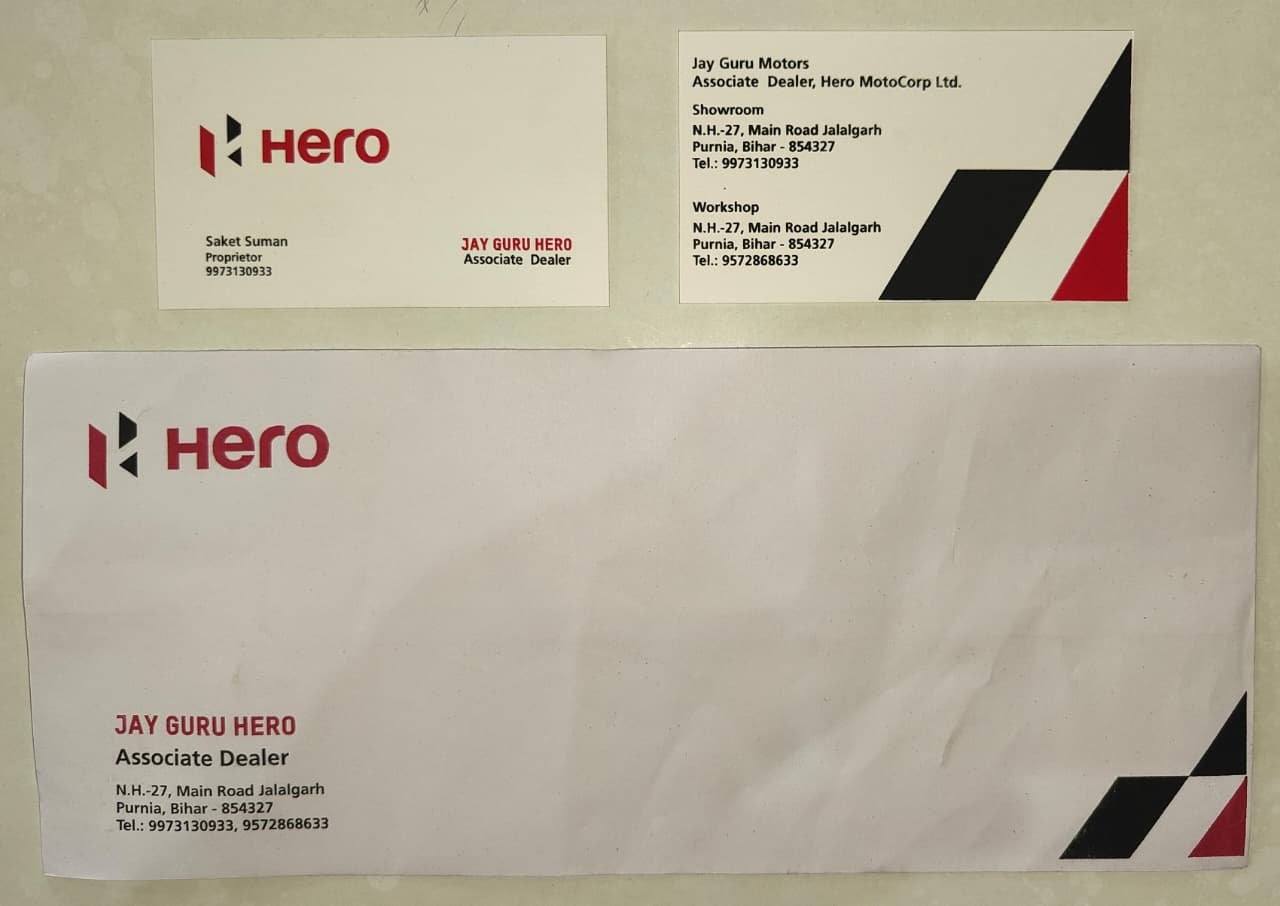 Hero
Saket Suman
Proprietor
9973130933
JAY GURU HERO
Associate Dealer
Jay Guru Motors
Associate Dealer, Hero MotoCorp Ltd.
Showroom
N.H.-27, Main Road Jalalgarh
Purnia, Bihar - 854327
Tel.: 9973130933
Workshop
N.H.-27, Main Road Jalalgarh
Purnia, Bihar - 854327
Tel.: 9572868633
Hero
JAY GURU HERO
Associate Dealer
N.H.-27, Main Road Jalalgarh
Purnia, Bihar - 854327
Tel.: 9973130933, 9572868633